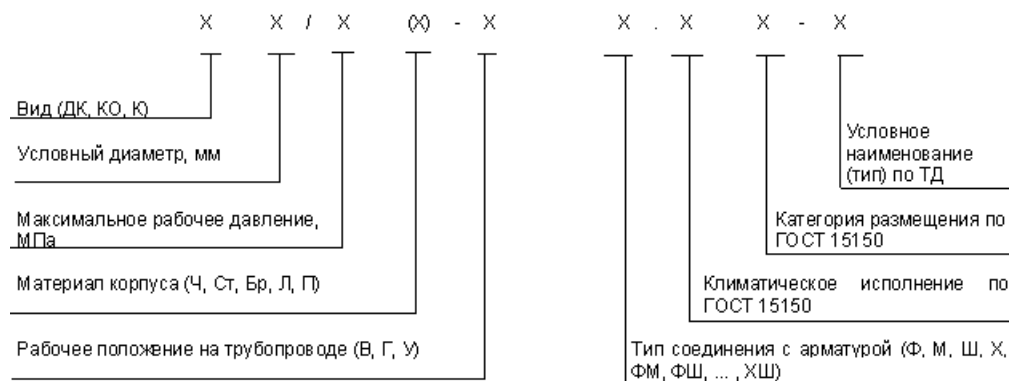 Х Х / Х (Х) - Х Х . Х Х - Х
Вид (ДК, КО, К)
Условный диаметр, мм
Максимальное рабочее давление,
МПа
Материал корпуса (Ч, Ст, Бр, Л, П)
Рабочее положение на трубопроводе (В, Г, У)
Условное
наименование
(тип) по ТД
Категория размещения по
ГОСТ 15150
Климатическое исполнение по
ГОСТ 15150
Тип соединения с арматурой (Ф, М, Ш, Х,
ФМ, ФШ, ... , ХШ)